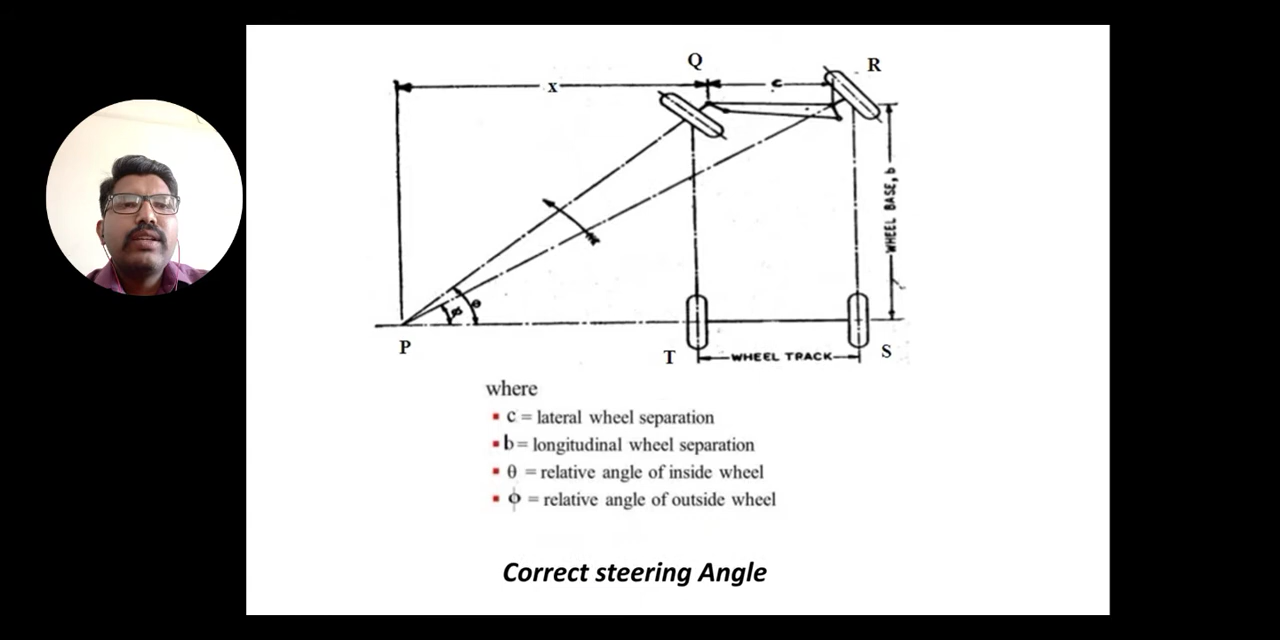 Q
R
x
c
WHEEL BASE, b
θ
ϕ
P
T
WHEEL TRACK
S
where
▪ c = lateral wheel separation
▪ b = longitudinal wheel separation
▪ θ = relative angle of inside wheel
▪ ϕ = relative angle of outside wheel
Correct steering Angle